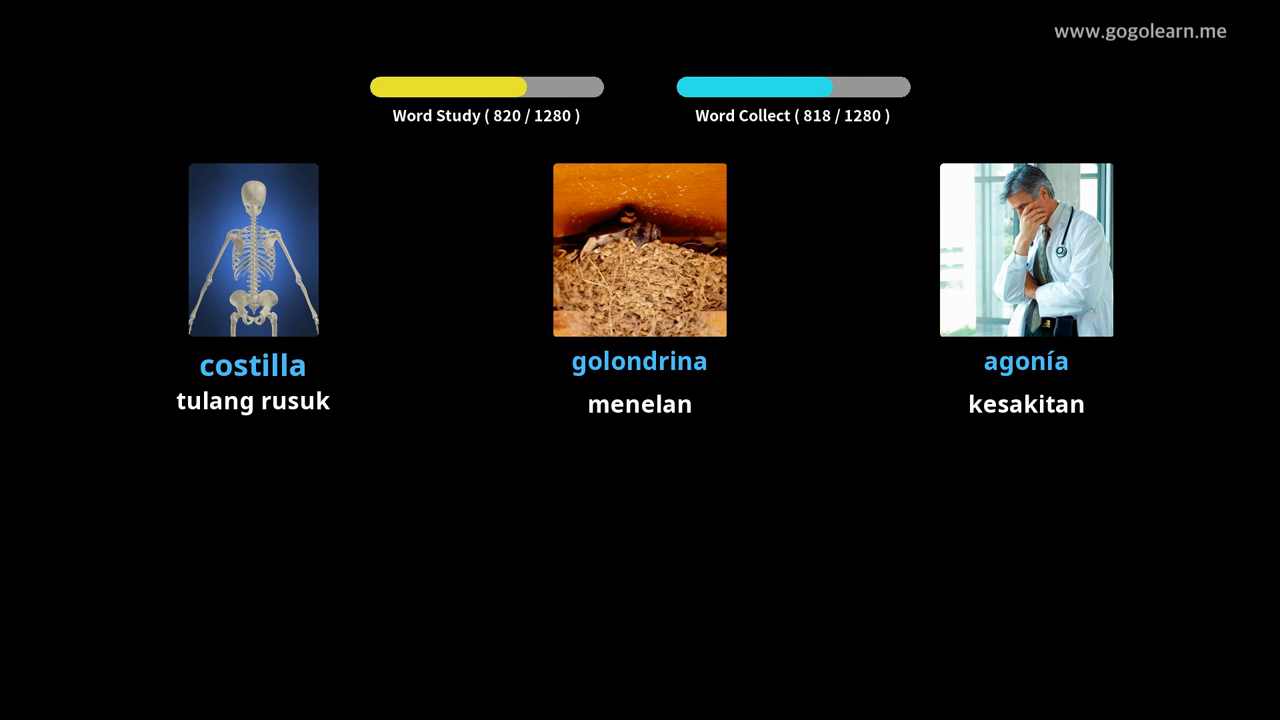 www.gogolearn.me
Word Study ( 820 / 1280 )
Word Collect ( 818 / 1280 )
costilla
tulang rusuk
golondrina
menelan
agonía
kesakitan